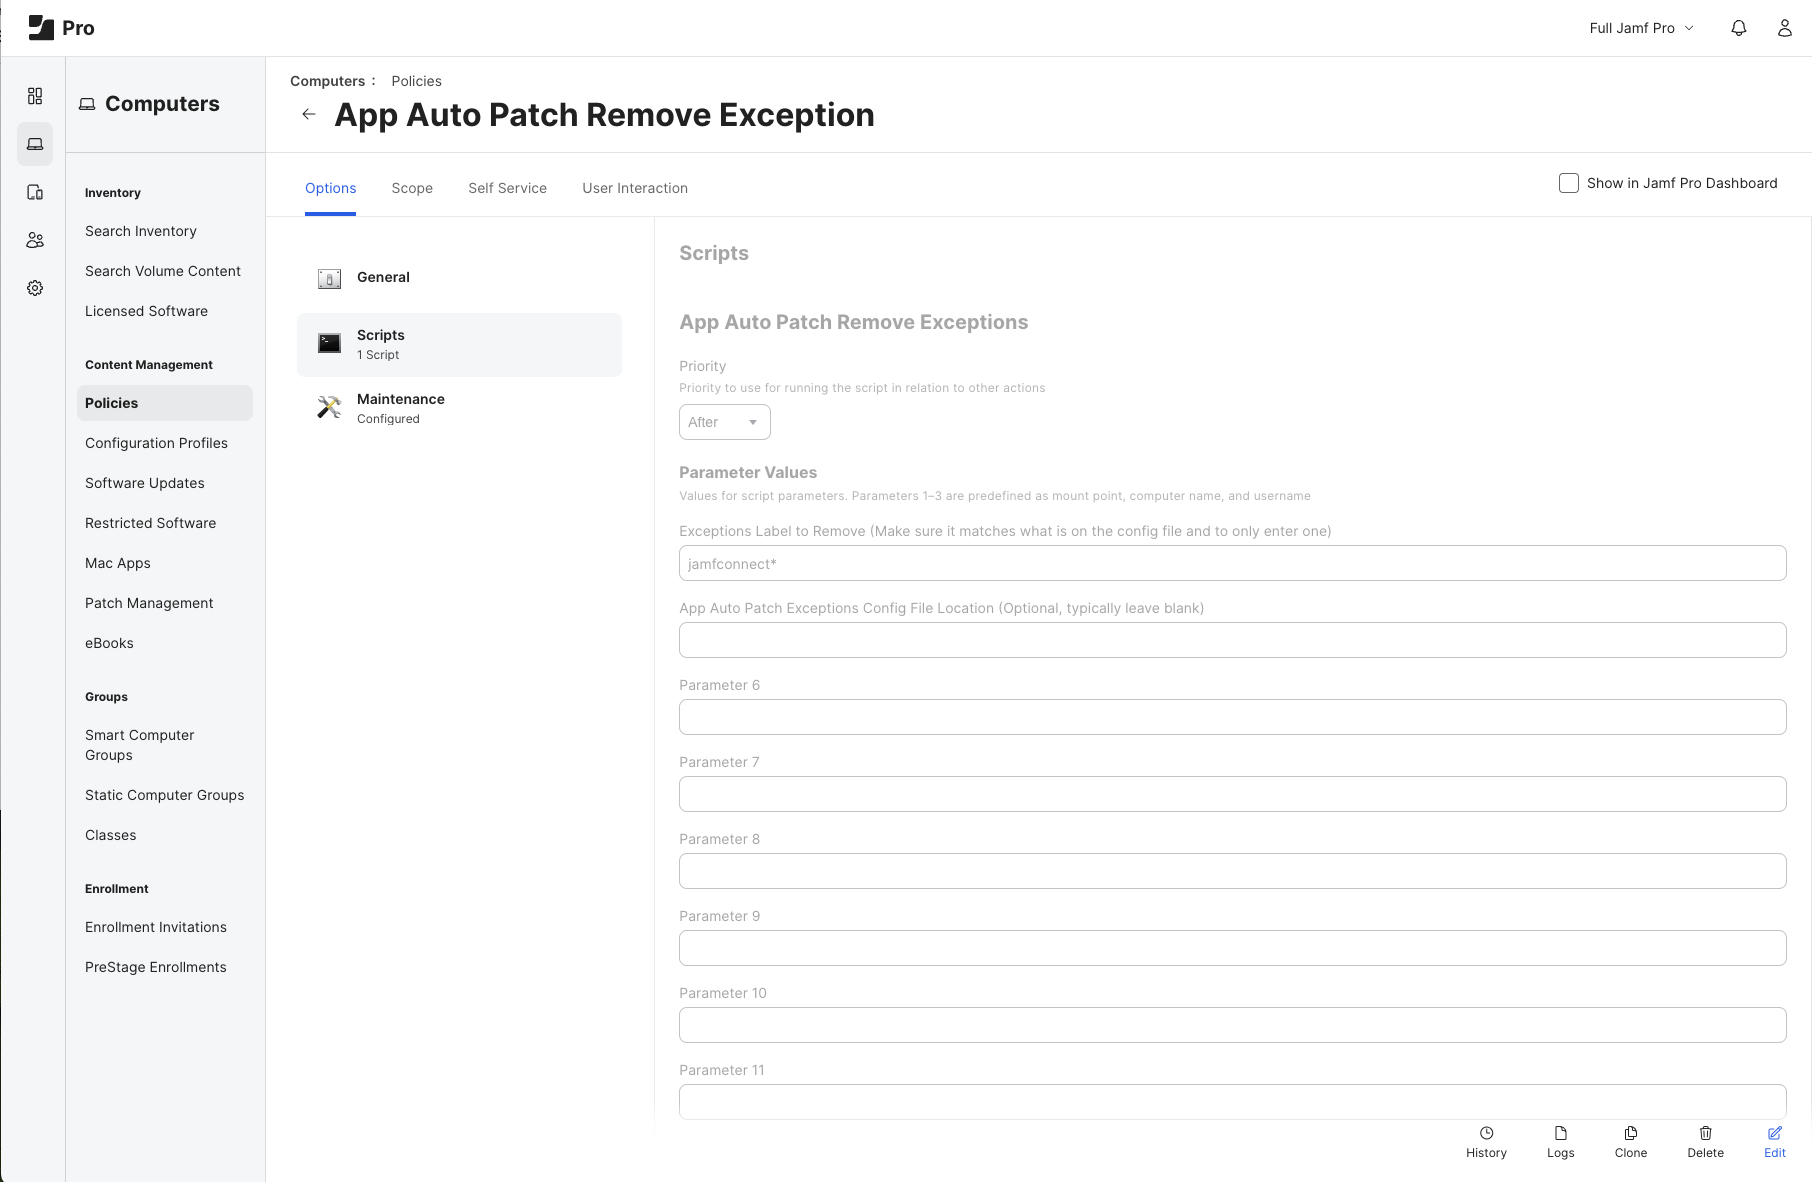 Pro
Full Jamf Pro
Computers
Inventory
Search Inventory
Search Volume Content
Licensed Software
Content Management
Policies
Configuration Profiles
Software Updates
Restricted Software
Mac Apps
Patch Management
eBooks
Groups
Smart Computer
Groups
Static Computer Groups
Classes
Enrollment
Enrollment Invitations
PreStage Enrollments
Computers : Policies
App Auto Patch Remove Exception
Options Scope Self Service User Interaction
Show in Jamf Pro Dashboard
General
Scripts
1 Script
Maintenance
Configured
Scripts
App Auto Patch Remove Exceptions
Priority
Priority to use for running the script in relation to other actions
After
Parameter Values
Values for script parameters. Parameters 1–3 are predefined as mount point, computer name, and username
Exceptions Label to Remove (Make sure it matches what is on the config file and to only enter one)
jamfconnect*
App Auto Patch Exceptions Config File Location (Optional, typically leave blank)
Parameter 6
Parameter 7
Parameter 8
Parameter 9
Parameter 10
Parameter 11
History Logs Clone Delete Edit